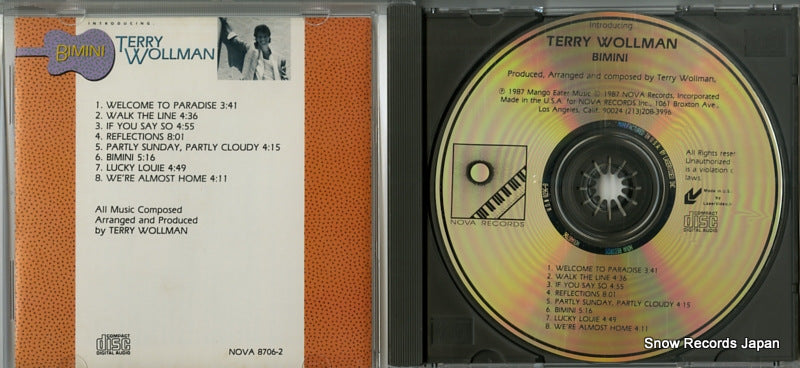 INTRODUCING...
BIMINI
TERRY
WOLLMAN
1. WELCOME TO PARADISE 3:41
2. WALK THE LINE 4:36
3. IF YOU SAY SO 4:55
4. REFLECTIONS 8:01
5. PARTLY SUNDAY, PARTLY CLOUDY 4:15
6. BIMINI 5:16
7. LUCKY LOUIE 4:49
8. WE'RE ALMOST HOME 4:11
All Music Composed
Arranged and Produced
by TERRY WOLLMAN
COMPACT
disc
DIGITAL AUDIO
NOVA 8706-2
Introducing
TERRY WOLLMAN
BIMINI
Produced, Arranged and composed by Terry Wollman.
℗ 1987 Mango Eater Music © 1987 NOVA Records, Incorporated
Made in the U.S.A. for NOVA RECORDS Inc., 1061 Broxton Ave.,
Los Angeles, Calif. 90024 (213)208-3996
All Rights
Unauthorized
is a violation
laws.
Made in U.S.
by LaserVideo
NOVA RECORDS
COMPACT
disc
DIGITAL AUDIO
1. WELCOME TO PARADISE 3:41
2. WALK THE LINE 4:36
3. IF YOU SAY SO 4:55
4. REFLECTIONS 8:01
5. PARTLY SUNDAY, PARTLY CLOUDY 4:15
6. BIMINI 5:16
7. LUCKY LOUIE 4:49
8. WE'RE ALMOST HOME 4:11
Snow Records Japan